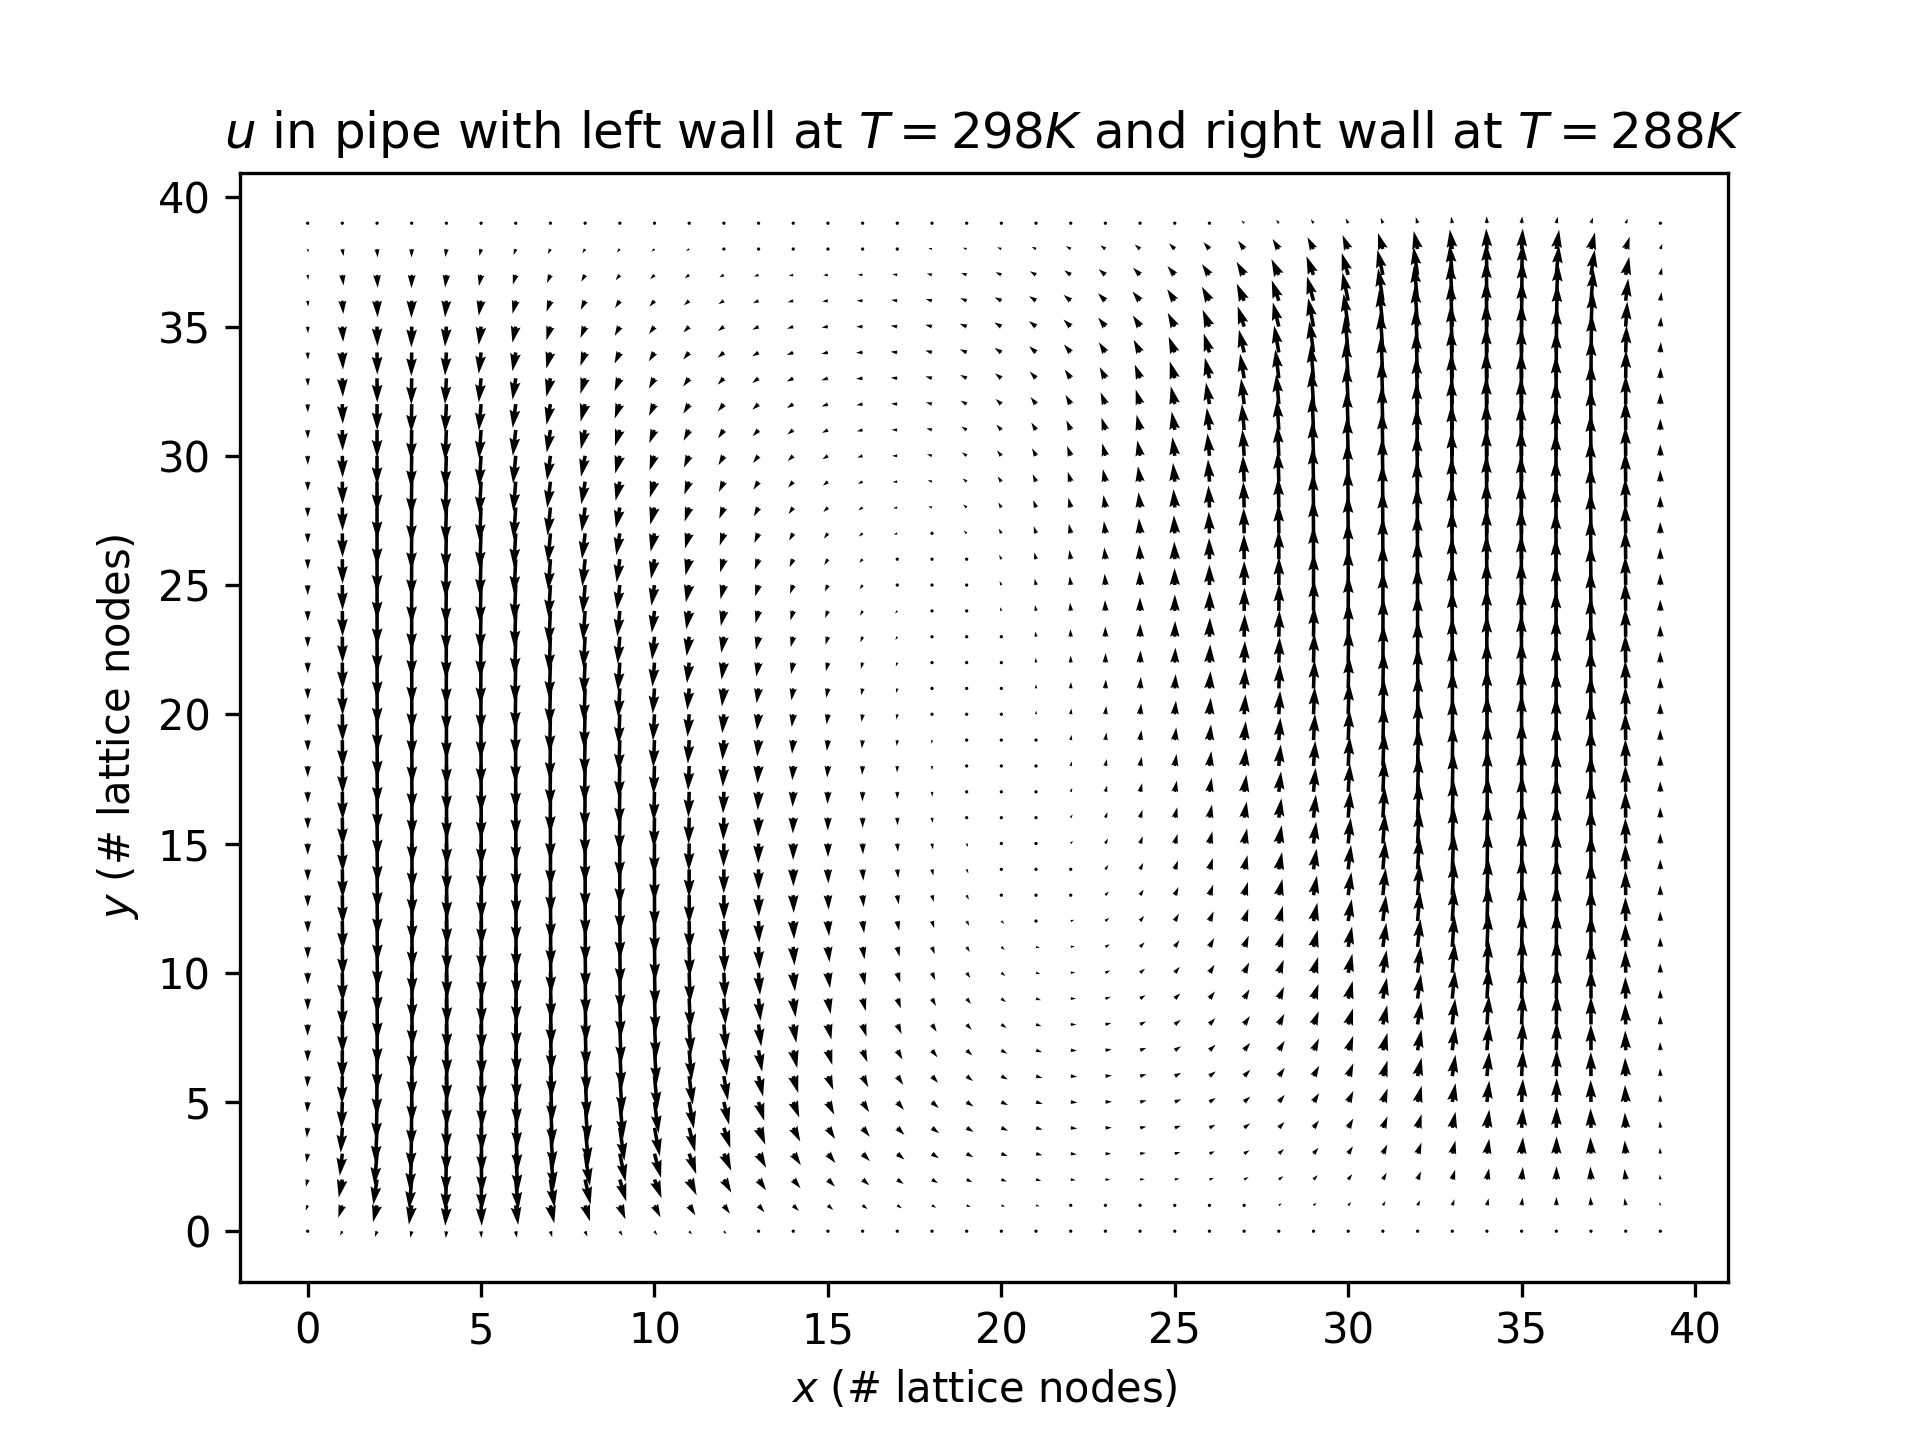 u in pipe with left wall at T = 298K and right wall at T = 288K
40
35
30
25
20
15
10
5
0
y (# lattice nodes)
0 5 10 15 20 25 30 35 40
x (# lattice nodes)